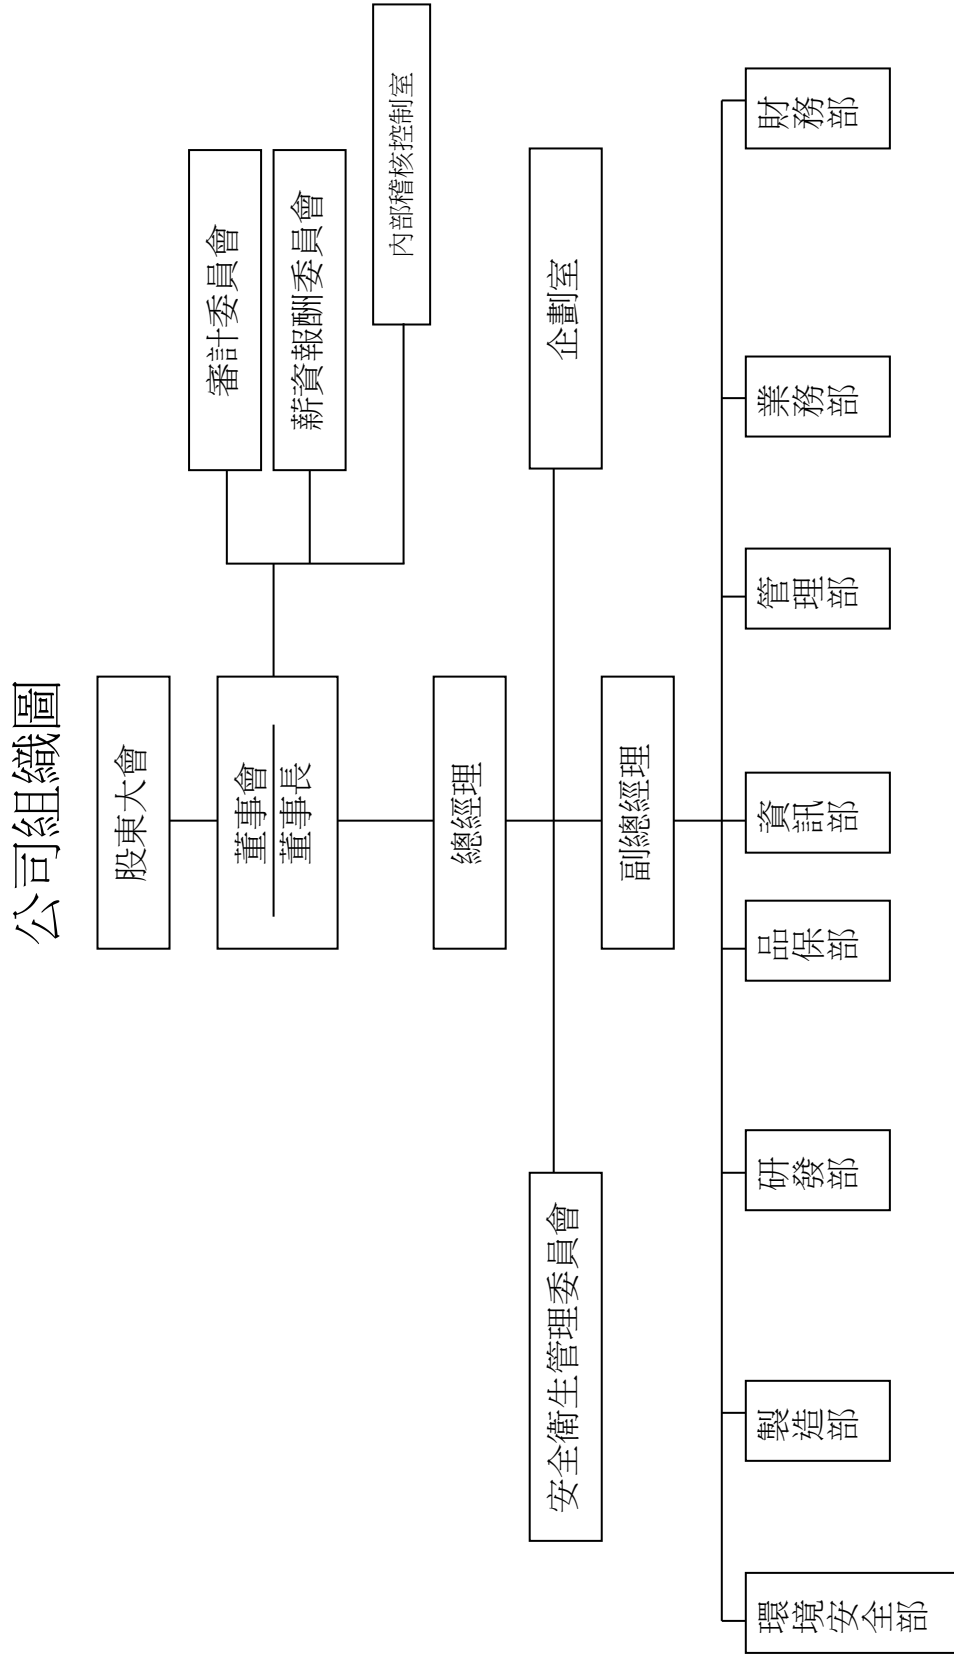 公司組織圖
股東大會
董事會
董事長
審計委員會
薪資報酬委員會
內部稽核控制室
總經理
安全衛生管理委員會
企劃室
副總經理
環境安全部
製造部
研發部
品保部
資訊部
管理部
業務部
財務部